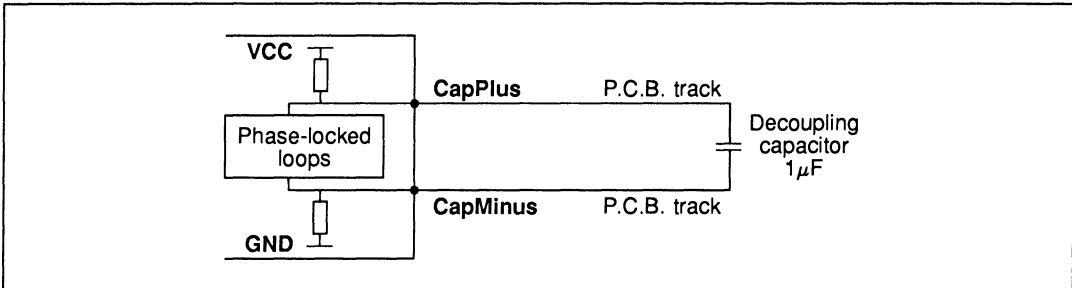 VCC
CapPlus
P.C.B. track
Phase-locked
loops
Decoupling
capacitor
1µF
CapMinus
P.C.B. track
GND